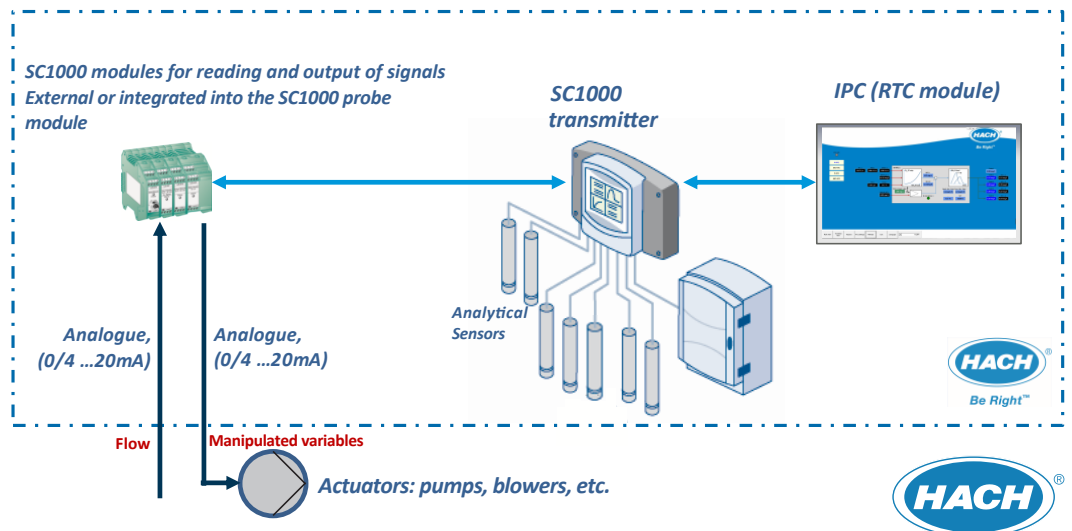 SC1000 modules for reading and output of signals
External or integrated into the SC1000 probe
module
SC1000
transmitter
IPC (RTC module)
HACH
Be Right™
Analytical
Sensors
Analogue,
(0/4 ...20mA)
Analogue,
(0/4 ...20mA)
HACH®
Be Right™
Flow
Manipulated variables
Actuators: pumps, blowers, etc.
HACH®